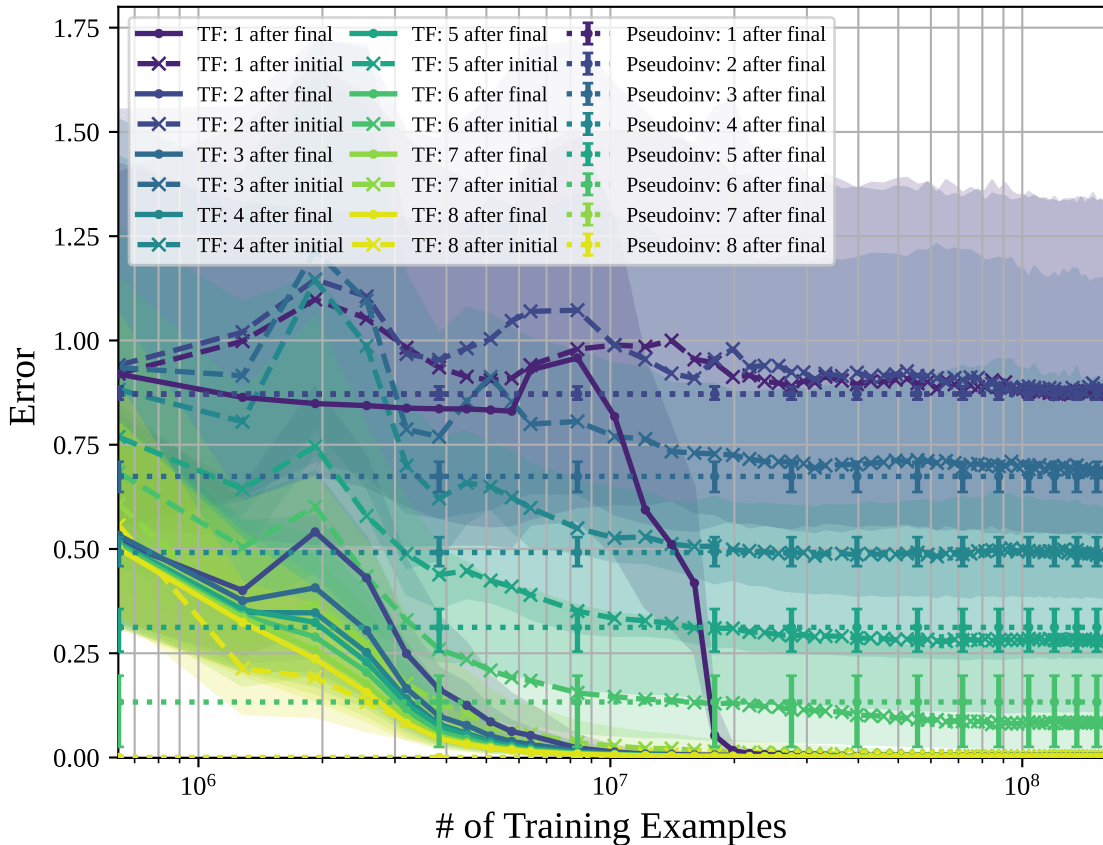 1.75
1.50
1.25
1.00
0.75
0.50
0.25
0.00
Error
TF: 1 after final
TF: 1 after initial
TF: 2 after final
TF: 2 after initial
TF: 3 after final
TF: 3 after initial
TF: 4 after final
TF: 4 after initial
TF: 5 after final
TF: 5 after initial
TF: 6 after final
TF: 6 after initial
TF: 7 after final
TF: 7 after initial
TF: 8 after final
TF: 8 after initial
Pseudoinv: 1 after final
Pseudoinv: 2 after final
Pseudoinv: 3 after final
Pseudoinv: 4 after final
Pseudoinv: 5 after final
Pseudoinv: 6 after final
Pseudoinv: 7 after final
Pseudoinv: 8 after final
10⁶
10⁷
10⁸
# of Training Examples